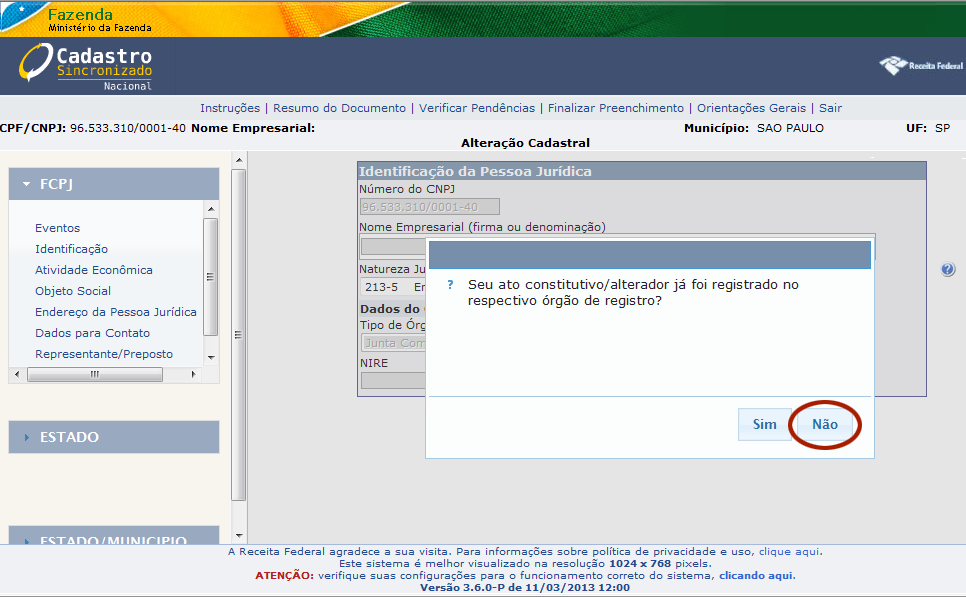 Fazenda
Ministério da Fazenda
Cadastro
Sincronizado
Nacional
Receita Federal
Instruções | Resumo do Documento | Verificar Pendências | Finalizar Preenchimento | Orientações Gerais | Sair
CPF/CNPJ: 96.533.310/0001-40 Nome Empresarial: Município: SAO PAULO UF: SP
Alteração Cadastral
FCPJ
Eventos
Identificação
Atividade Econômica
Objeto Social
Endereço da Pessoa Jurídica
Dados para Contato
Representante/Preposto
ESTADO
ESTADO/MUNICIPIO
Identificação da Pessoa Jurídica
Número do CNPJ
96.533.310/0001-40
Nome Empresarial (firma ou denominação)
Natureza Ju
213-5 Em
Dados do
Tipo de Órg
Junta Com
NIRE
? Seu ato constitutivo/alterador já foi registrado no
respectivo órgão de registro?
Sim Não
?
A Receita Federal agradece a sua visita. Para informações sobre política de privacidade e uso, clique aqui.
Este sistema é melhor visualizado na resolução 1024 x 768 pixels.
ATENÇÃO: verifique suas configurações para o funcionamento correto do sistema, clicando aqui.
Versão 3.6.0-P de 11/03/2013 12:00